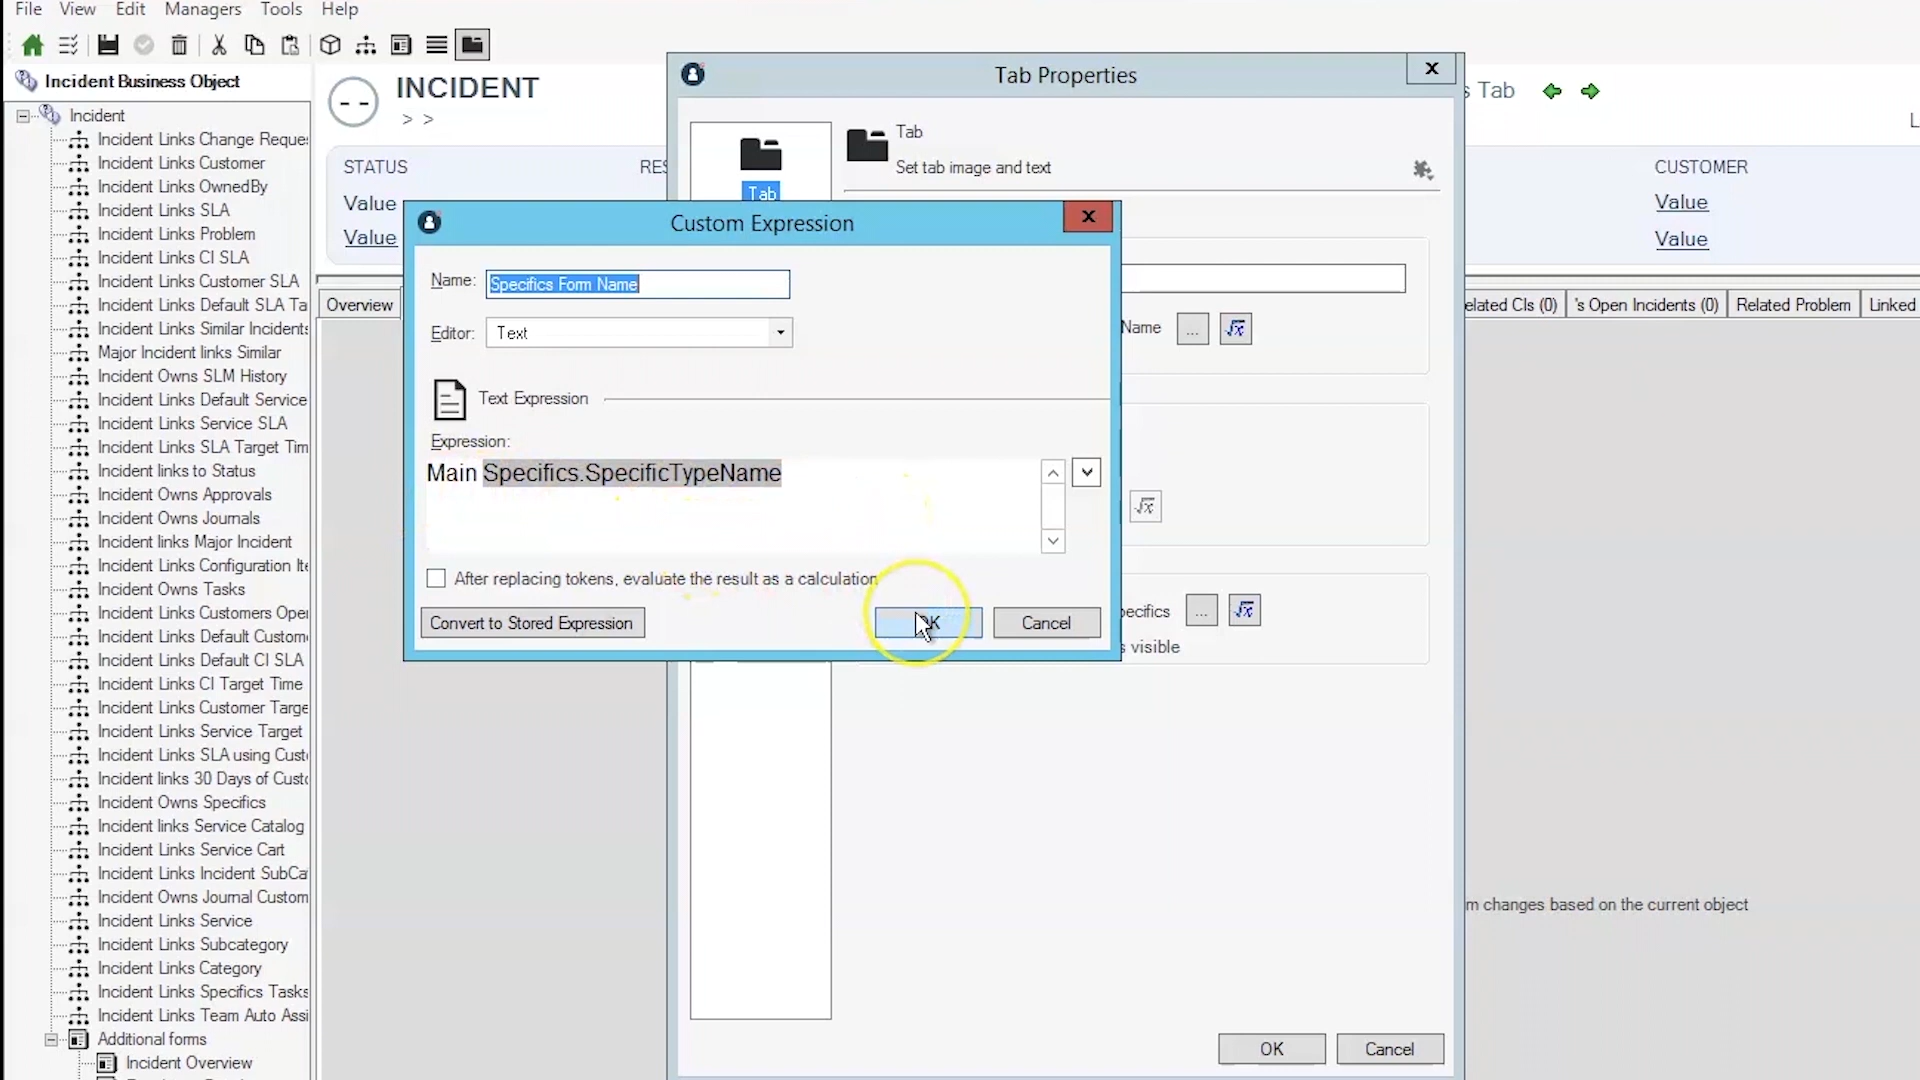 File View Edit Managers Tools Help
Incident Business Object
Incident
Incident Links Change Reque
Incident Links Customer
Incident Links OwnedBy
Incident Links SLA
Incident Links Problem
Incident Links CI SLA
Incident Links Customer SLA
Incident Links Default SLA Ta
Incident Links Similar Incidents
Major Incident links Similar
Incident Owns SLM History
Incident Links Default Service
Incident Links Service SLA
Incident Links SLA Target Tim
Incident links to Status
Incident Owns Approvals
Incident Owns Journals
Incident links Major Incident
Incident Links Configuration Ite
Incident Owns Tasks
Incident Links Customers Oper
Incident Links Default Custome
Incident Links Default CI SLA
Incident Links CI Target Time
Incident Links Customer Targe
Incident Links Service Target
Incident Links SLA using Custo
Incident links 30 Days of Custo
Incident Owns Specifics
Incident links Service Catalog
Incident Links Service Cart
Incident Links Incident SubCa
Incident Owns Journal Custom
Incident Links Service
Incident Links Subcategory
Incident Links Category
Incident Links Specifics Tasks
Incident Links Team Auto Assi
Additional forms
Incident Overview
- -
INCIDENT
> >
STATUS
RES
Value
Value
Overview
Tab Properties
x
Tab
Tab
Set tab image and text
Name ...
ecifics ...
s visible
OK Cancel
Custom Expression
x
Name: Specifics Form Name
Editor: Text
Text Expression
Expression:
Main Specifics.SpecificTypeName
After replacing tokens, evaluate the result as a calculation
Convert to Stored Expression OK Cancel
s Tab
L
CUSTOMER
Value
Value
elated CIs (0) 's Open Incidents (0) Related Problem Linked
m changes based on the current object